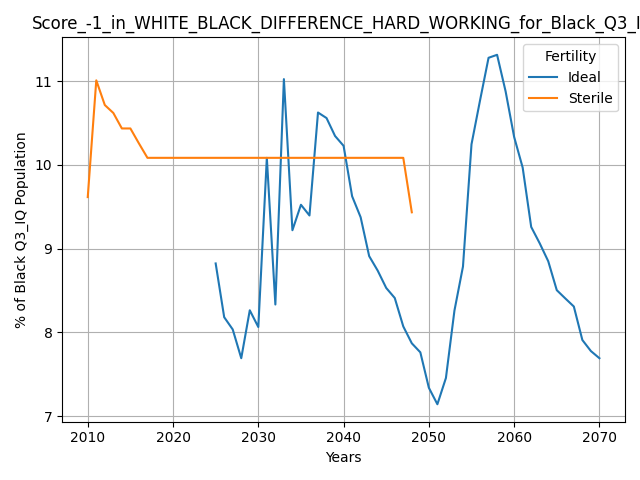 Score_-1_in_WHITE_BLACK_DIFFERENCE_HARD_WORKING_for_Black_Q3_I
Fertility
Ideal
Sterile
% of Black Q3_IQ Population
11
10
9
8
7
2010 2020 2030 2040 2050 2060 2070
Years